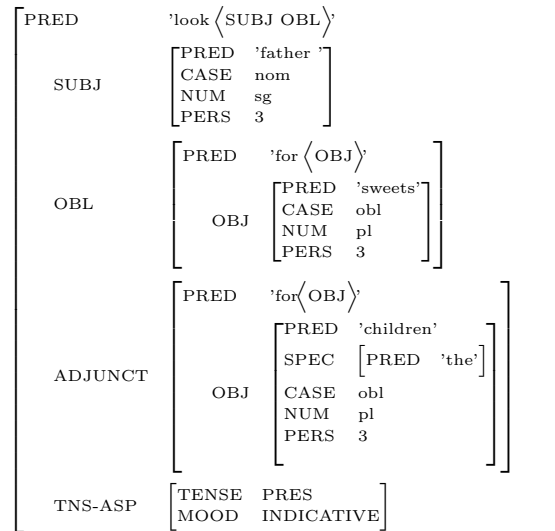 PRED ’look⟨SUBJ OBL⟩’
SUBJ
PRED ’father ’
CASE nom
NUM sg
PERS 3
OBL
PRED ’for⟨OBJ⟩’
OBJ
PRED ’sweets’
CASE obl
NUM pl
PERS 3
ADJUNCT
PRED ’for⟨OBJ⟩’
OBJ
PRED ’children’
SPEC [PRED ’the’]
CASE obl
NUM pl
PERS 3
TNS-ASP
TENSE PRES
MOOD INDICATIVE